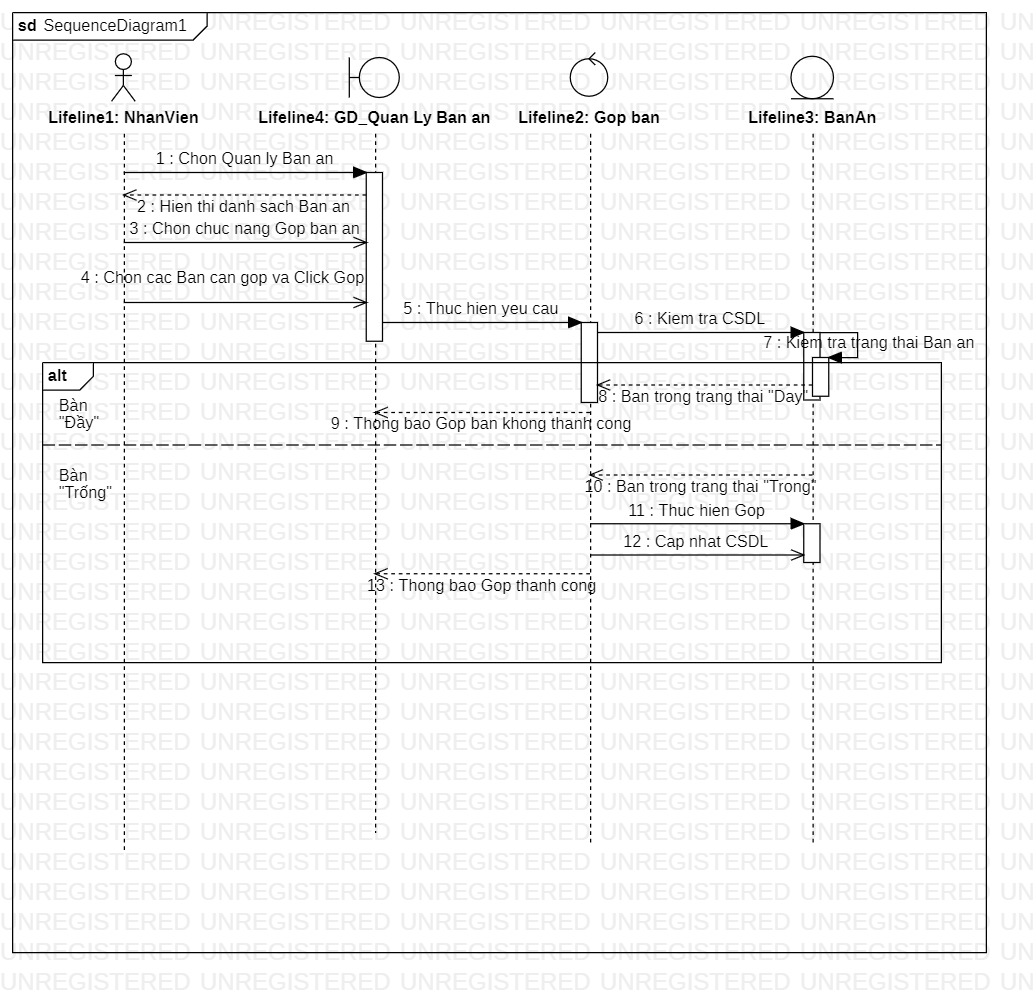 sd SequenceDiagram1
Lifeline1: NhanVien
Lifeline4: GD_Quan Ly Ban an
Lifeline2: Gop ban
Lifeline3: BanAn
1 : Chon Quan ly Ban an
2 : Hien thi danh sach Ban an
3 : Chon chuc nang Gop ban an
4 : Chon cac Ban can gop va Click Gop
5 : Thuc hien yeu cau
6 : Kiem tra CSDL
7 : Kiem tra trang thai Ban an
alt
Bàn
"Đầy"
8 : Ban trong trang thai "Day"
9 : Thong bao Gop ban khong thanh cong
Bàn
"Trống"
10 : Ban trong trang thai "Trong"
11 : Thuc hien Gop
12 : Cap nhat CSDL
13 : Thong bao Gop thanh cong
UNREGISTERED